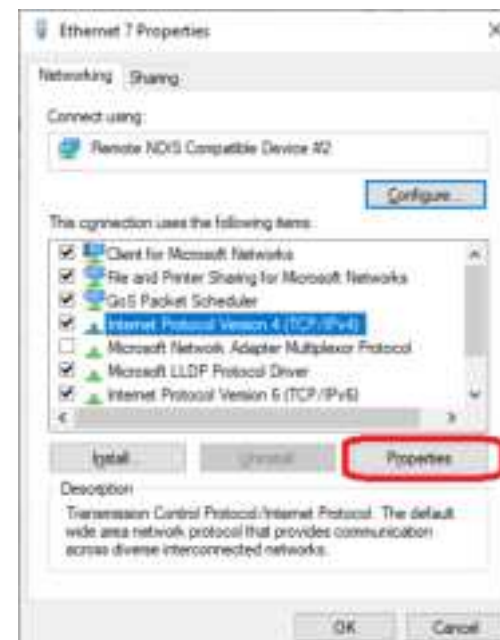 Ethernet 7 Properties
Networking Sharing
Connect using:
Remote NDIS Compatible Device #2
Configure...
This connection uses the following items:
Client for Microsoft Networks
File and Printer Sharing for Microsoft Networks
QoS Packet Scheduler
Internet Protocol Version 4 (TCP/IPv4)
Microsoft Network Adapter Multiplexor Protocol
Microsoft LLDP Protocol Driver
Internet Protocol Version 6 (TCP/IPv6)
Install... Uninstall Properties
Description
Transmission Control Protocol/Internet Protocol. The default
wide area network protocol that provides communication
across diverse interconnected networks.
OK Cancel